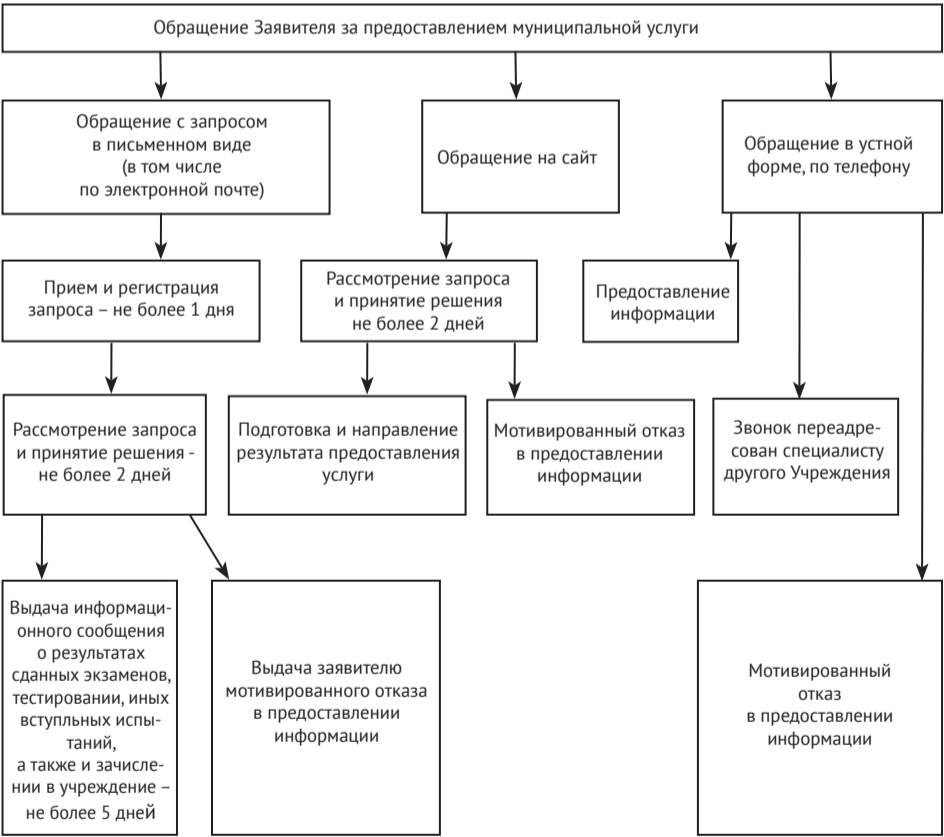 Обращение Заявителя за предоставлением муниципальной услуги
Обращение с запросом
в письменном виде
(в том числе
по электронной почте)
Обращение на сайт
Обращение в устной
форме, по телефону
Прием и регистрация
запроса – не более 1 дня
Рассмотрение запроса
и принятие решения
не более 2 дней
Предоставление
информации
Рассмотрение запроса
и принятие решения -
не более 2 дней
Подготовка и направление
результата предоставления
услуги
Мотивированный отказ
в предоставлении
информации
Звонок переадре-
сован специалисту
другого Учреждения
Выдача информаци-
онного сообщения
о результатах
сданных экзаменов,
тестировании, иных
вступльных испы-
таний,
а также и зачисле-
нии в учреждение –
не более 5 дней
Выдача заявителю
мотивированного отказа
в предоставлении
информации
Мотивированный
отказ
в предоставлении
информации